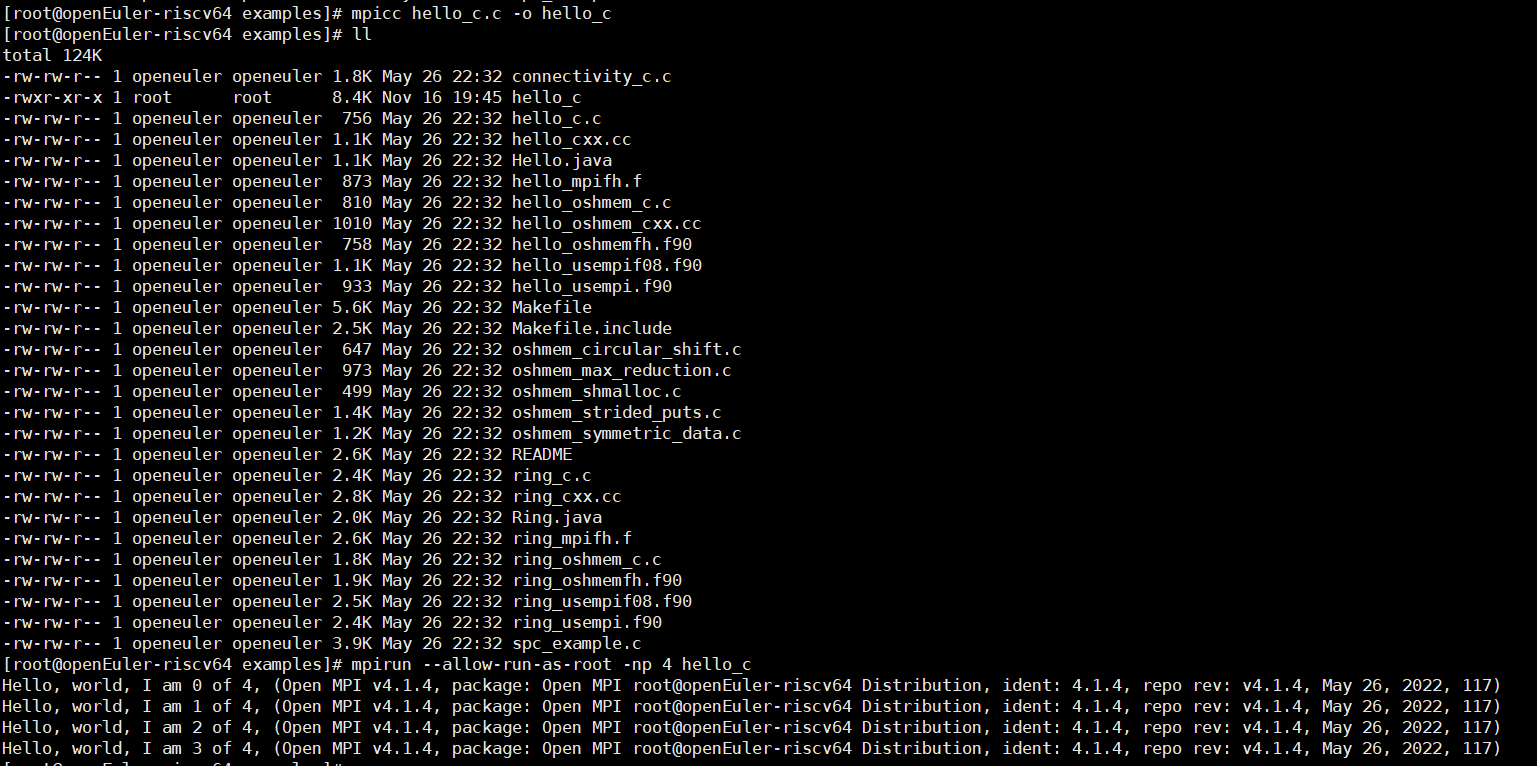 [root@openEuler-riscv64 examples]# mpicc hello_c.c -o hello_c
[root@openEuler-riscv64 examples]# ll
total 124K
-rw-rw-r-- 1 openeuler openeuler 1.8K May 26 22:32 connectivity_c.c
-rwxr-xr-x 1 root      root      8.4K Nov 16 19:45 hello_c
-rw-rw-r-- 1 openeuler openeuler  756 May 26 22:32 hello_c.c
-rw-rw-r-- 1 openeuler openeuler 1.1K May 26 22:32 hello_cxx.cc
-rw-rw-r-- 1 openeuler openeuler 1.1K May 26 22:32 Hello.java
-rw-rw-r-- 1 openeuler openeuler  873 May 26 22:32 hello_mpifh.f
-rw-rw-r-- 1 openeuler openeuler  810 May 26 22:32 hello_oshmem_c.c
-rw-rw-r-- 1 openeuler openeuler 1010 May 26 22:32 hello_oshmem_cxx.cc
-rw-rw-r-- 1 openeuler openeuler  758 May 26 22:32 hello_oshmemfh.f90
-rw-rw-r-- 1 openeuler openeuler 1.1K May 26 22:32 hello_usempif08.f90
-rw-rw-r-- 1 openeuler openeuler  933 May 26 22:32 hello_usempi.f90
-rw-rw-r-- 1 openeuler openeuler 5.6K May 26 22:32 Makefile
-rw-rw-r-- 1 openeuler openeuler 2.5K May 26 22:32 Makefile.include
-rw-rw-r-- 1 openeuler openeuler  647 May 26 22:32 oshmem_circular_shift.c
-rw-rw-r-- 1 openeuler openeuler  973 May 26 22:32 oshmem_max_reduction.c
-rw-rw-r-- 1 openeuler openeuler  499 May 26 22:32 oshmem_shmalloc.c
-rw-rw-r-- 1 openeuler openeuler 1.4K May 26 22:32 oshmem_strided_puts.c
-rw-rw-r-- 1 openeuler openeuler 1.2K May 26 22:32 oshmem_symmetric_data.c
-rw-rw-r-- 1 openeuler openeuler 2.6K May 26 22:32 README
-rw-rw-r-- 1 openeuler openeuler 2.4K May 26 22:32 ring_c.c
-rw-rw-r-- 1 openeuler openeuler 2.8K May 26 22:32 ring_cxx.cc
-rw-rw-r-- 1 openeuler openeuler 2.0K May 26 22:32 Ring.java
-rw-rw-r-- 1 openeuler openeuler 2.6K May 26 22:32 ring_mpifh.f
-rw-rw-r-- 1 openeuler openeuler 1.8K May 26 22:32 ring_oshmem_c.c
-rw-rw-r-- 1 openeuler openeuler 1.9K May 26 22:32 ring_oshmemfh.f90
-rw-rw-r-- 1 openeuler openeuler 2.5K May 26 22:32 ring_usempif08.f90
-rw-rw-r-- 1 openeuler openeuler 2.4K May 26 22:32 ring_usempi.f90
-rw-rw-r-- 1 openeuler openeuler 3.9K May 26 22:32 spc_example.c
[root@openEuler-riscv64 examples]# mpirun --allow-run-as-root -np 4 hello_c
Hello, world, I am 0 of 4, (Open MPI v4.1.4, package: Open MPI root@openEuler-riscv64 Distribution, ident: 4.1.4, repo rev: v4.1.4, May 26, 2022, 117)
Hello, world, I am 1 of 4, (Open MPI v4.1.4, package: Open MPI root@openEuler-riscv64 Distribution, ident: 4.1.4, repo rev: v4.1.4, May 26, 2022, 117)
Hello, world, I am 2 of 4, (Open MPI v4.1.4, package: Open MPI root@openEuler-riscv64 Distribution, ident: 4.1.4, repo rev: v4.1.4, May 26, 2022, 117)
Hello, world, I am 3 of 4, (Open MPI v4.1.4, package: Open MPI root@openEuler-riscv64 Distribution, ident: 4.1.4, repo rev: v4.1.4, May 26, 2022, 117)